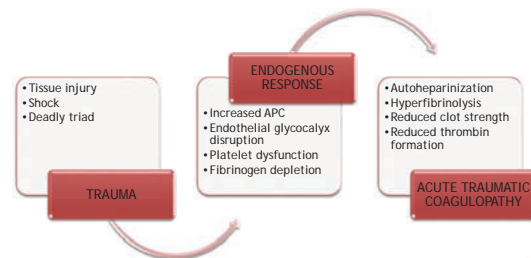 • Tissue injury
• Shock
• Deadly triad
TRAUMA
ENDOGENOUS
RESPONSE
• Increased APC
• Endothelial glycocalyx
disruption
• Platelet dysfunction
• Fibrinogen depletion
• Autoheparinization
• Hyperfibrinolysis
• Reduced clot strength
• Reduced thrombin
formation
ACUTE TRAUMATIC
COAGULOPATHY